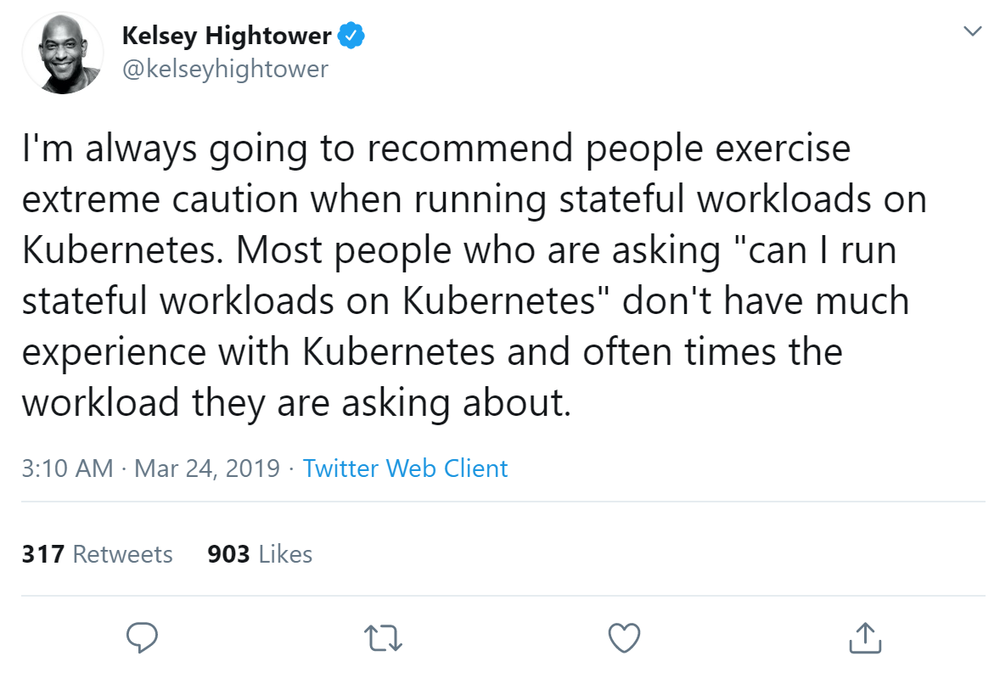 Kelsey Hightower
@kelseyhightower
I'm always going to recommend people exercise
extreme caution when running stateful workloads on
Kubernetes. Most people who are asking "can I run
stateful workloads on Kubernetes" don't have much
experience with Kubernetes and often times the
workload they are asking about.
3:10 AM · Mar 24, 2019 · Twitter Web Client
317 Retweets 903 Likes